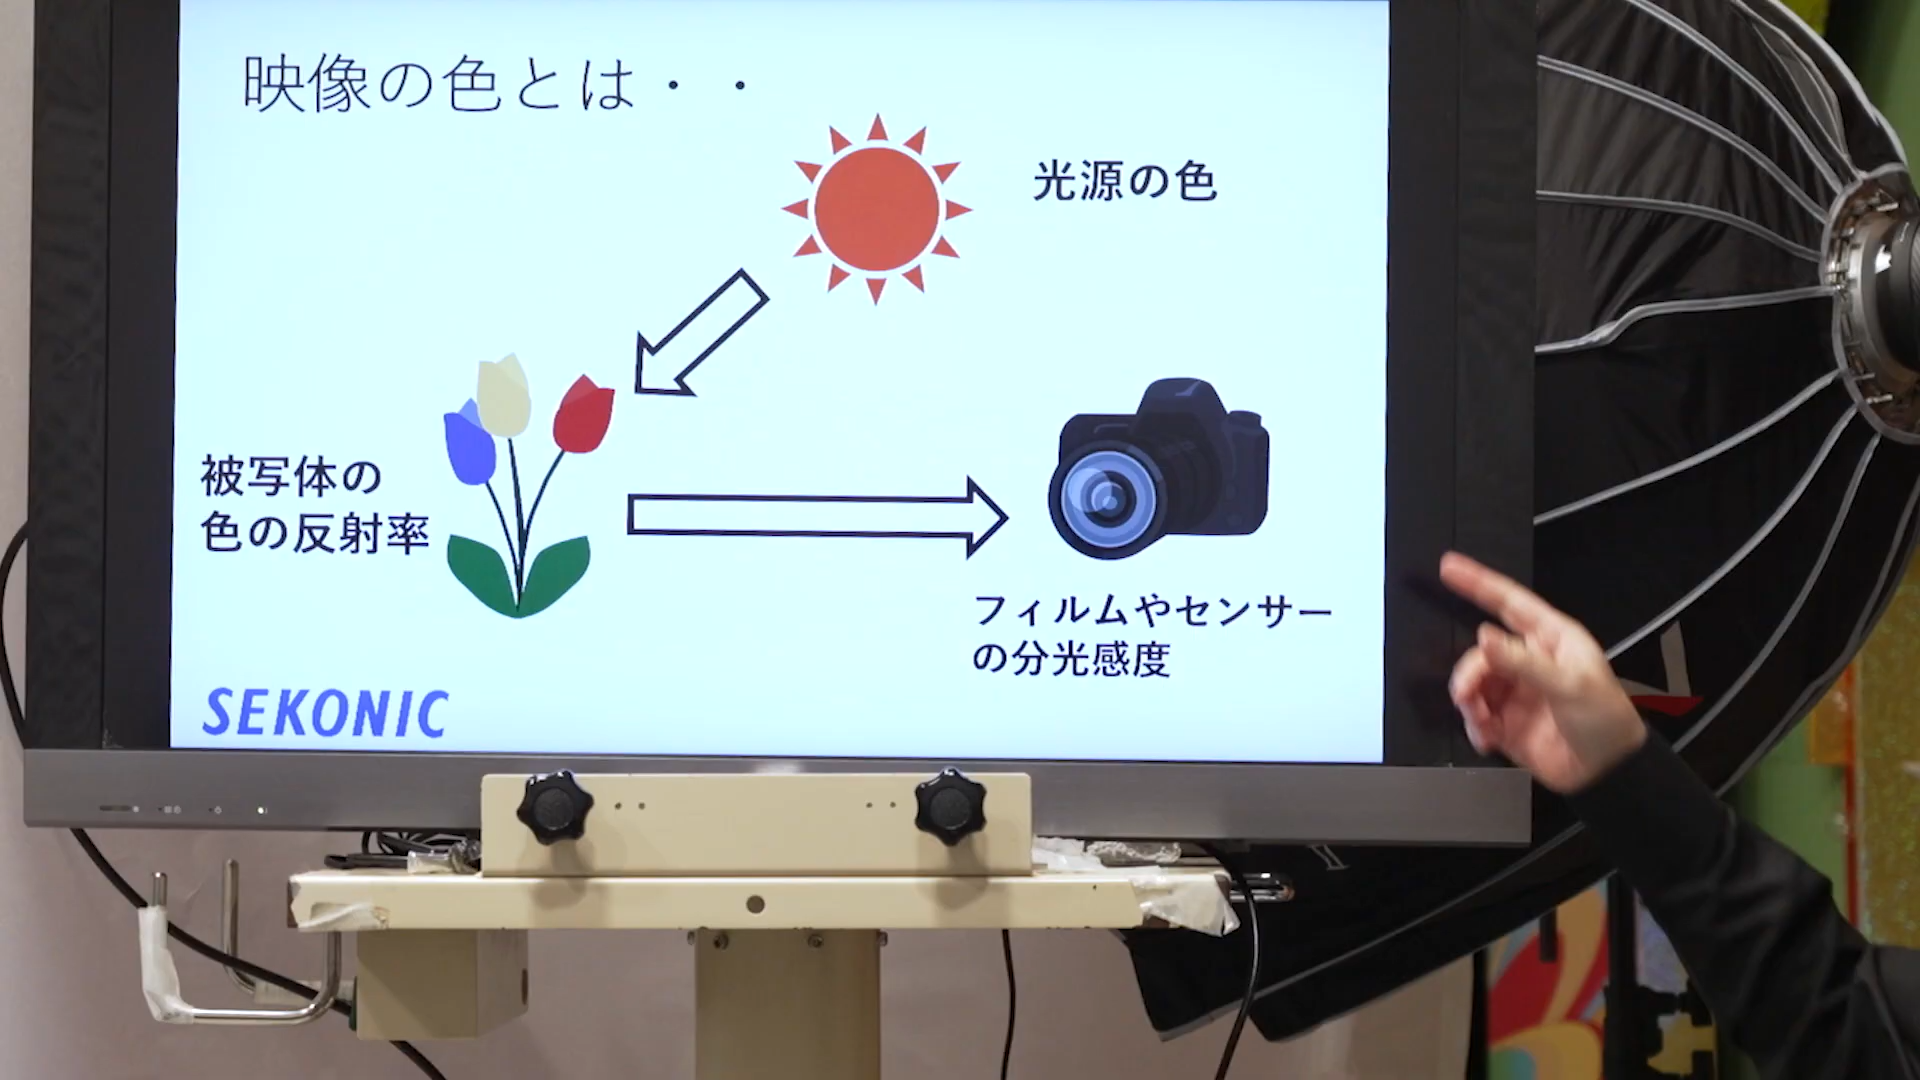 映像の色とは・・
光源の色
被写体の
色の反射率
フィルムやセンサー
の分光感度
SEKONIC